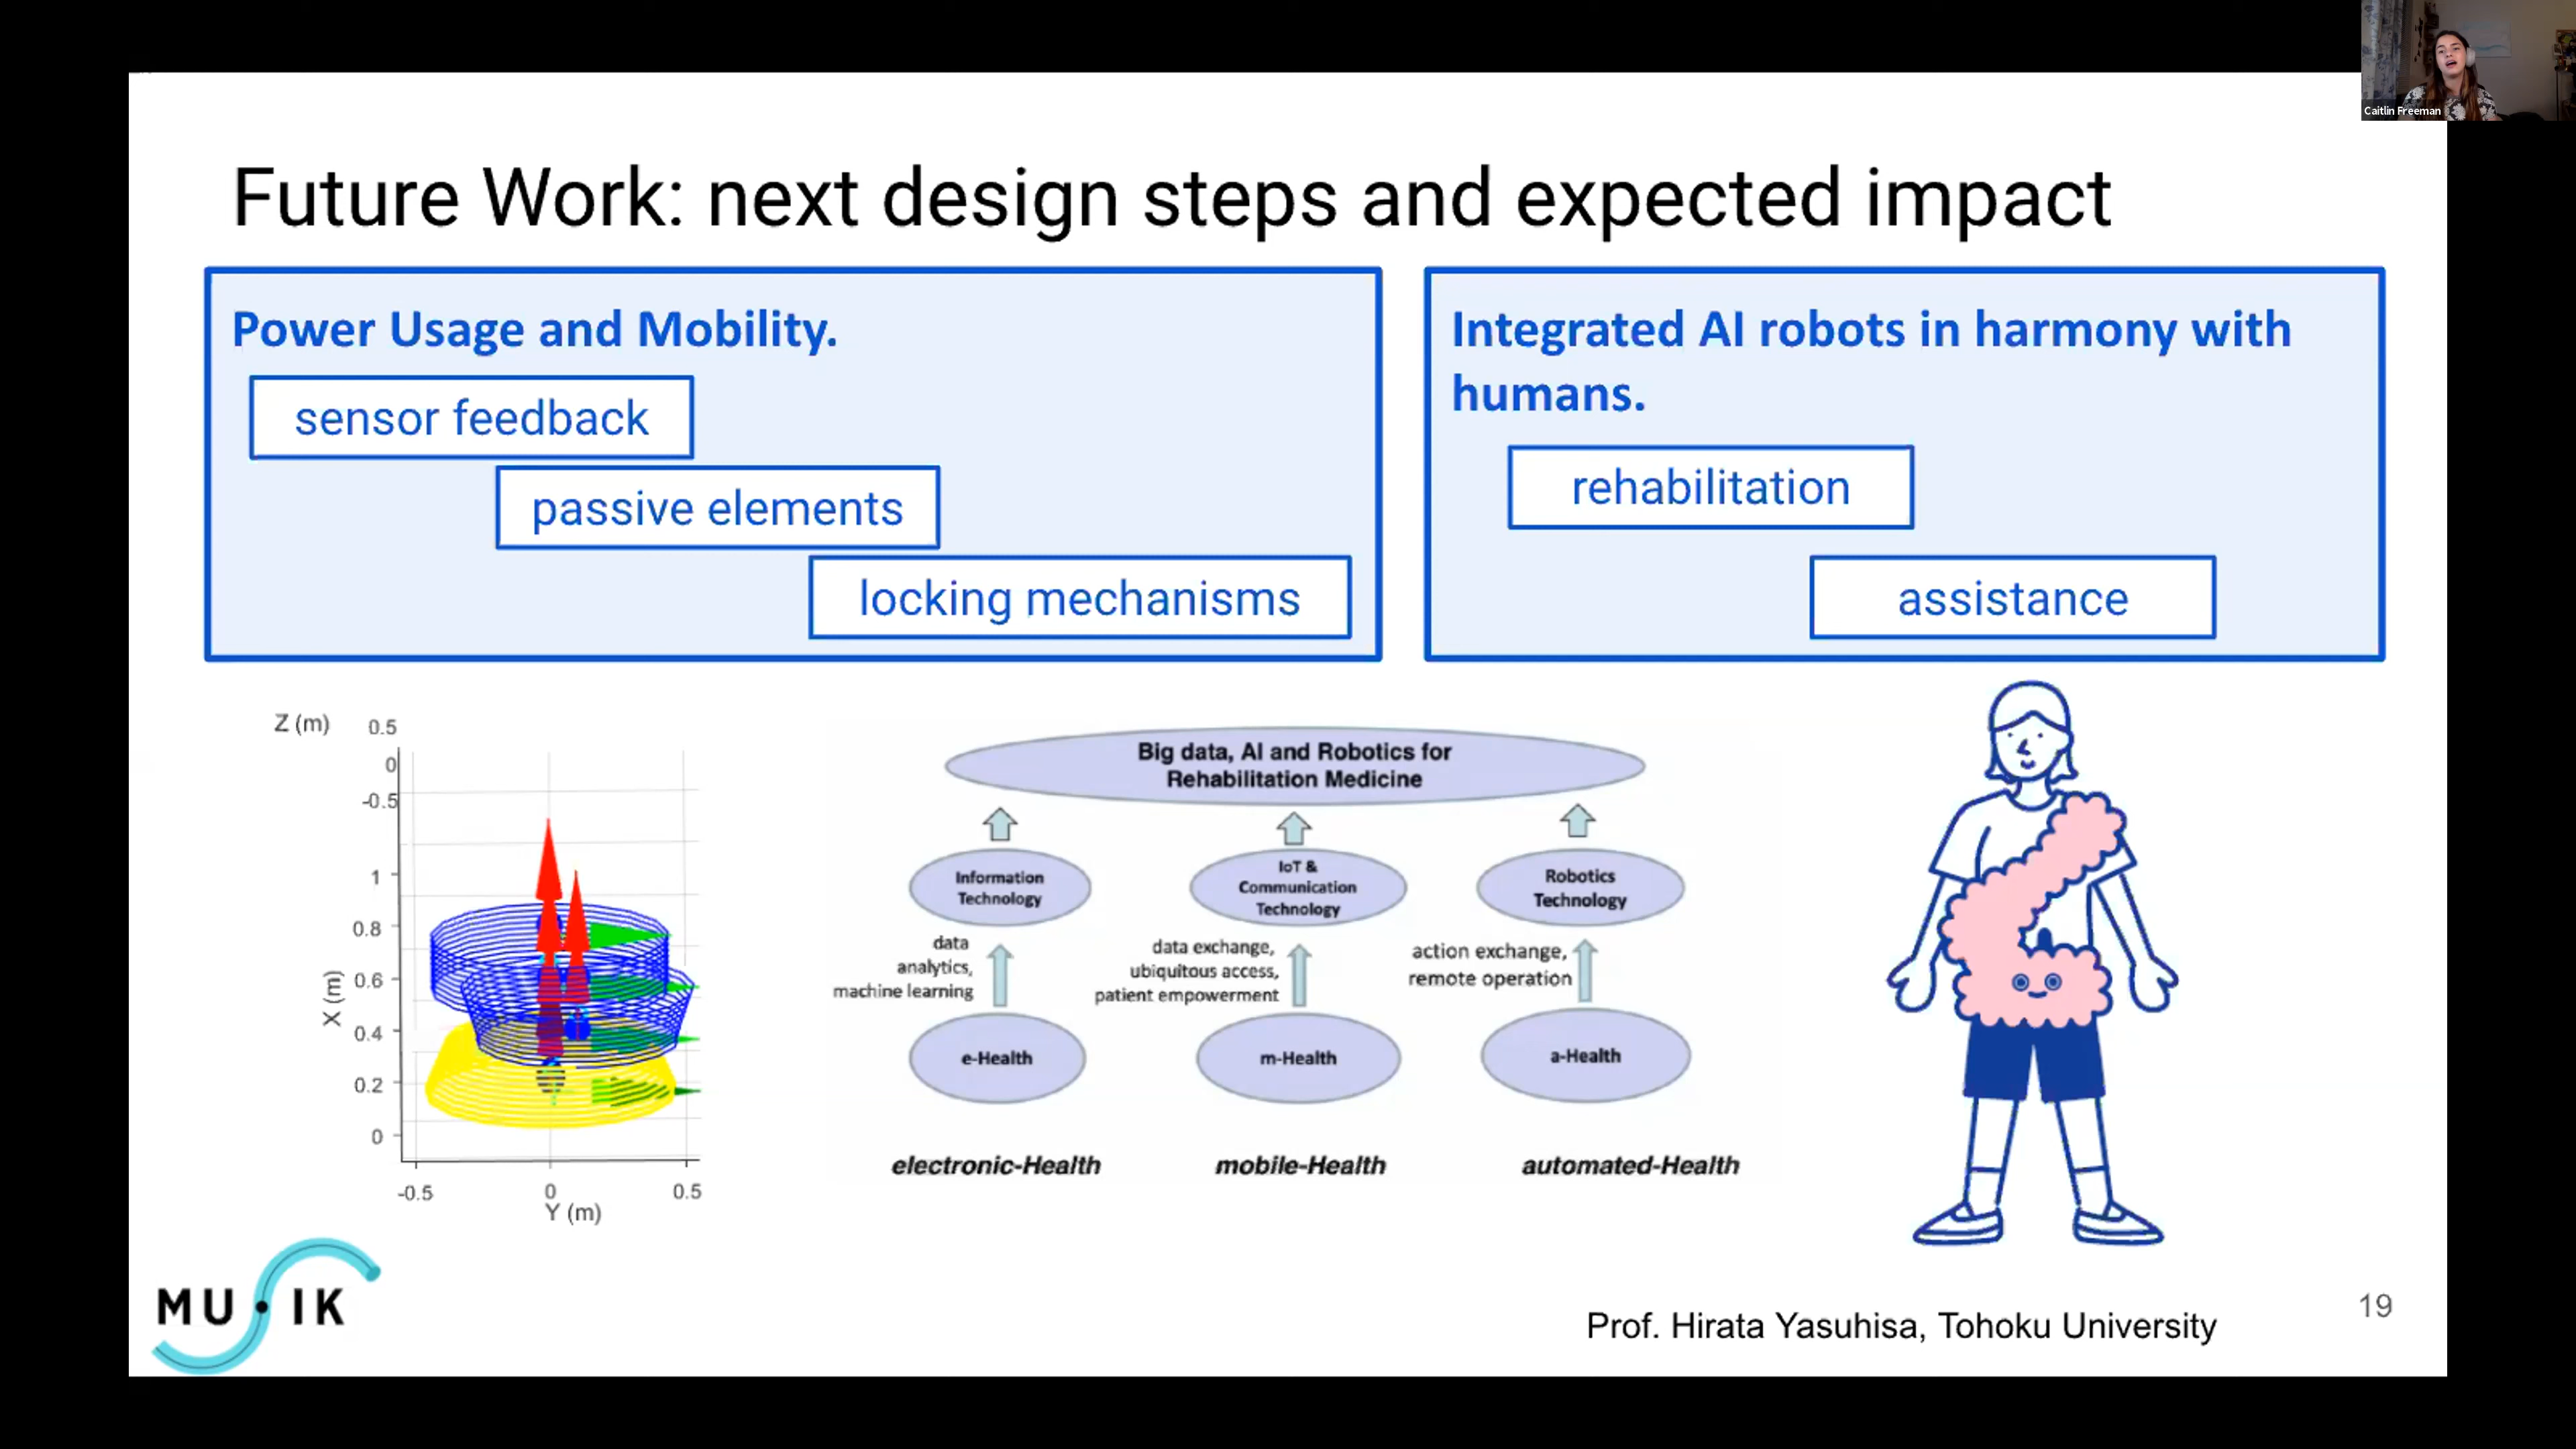 Caitlin Freeman
Future Work: next design steps and expected impact
Power Usage and Mobility.
sensor feedback
passive elements
locking mechanisms
Integrated AI robots in harmony with
humans.
rehabilitation
assistance
Z (m)
0.5
0
-0.5
1
0.8
0.6
0.4
0.2
0
X (m)
-0.5
0
0.5
Y (m)
Big data, AI and Robotics for
Rehabilitation Medicine
Information
Technology
IoT &
Communication
Technology
Robotics
Technology
data
analytics,
machine learning
data exchange,
ubiquitous access,
patient empowerment
action exchange,
remote operation
e-Health
m-Health
a-Health
electronic-Health
mobile-Health
automated-Health
MUSIK
Prof. Hirata Yasuhisa, Tohoku University
19